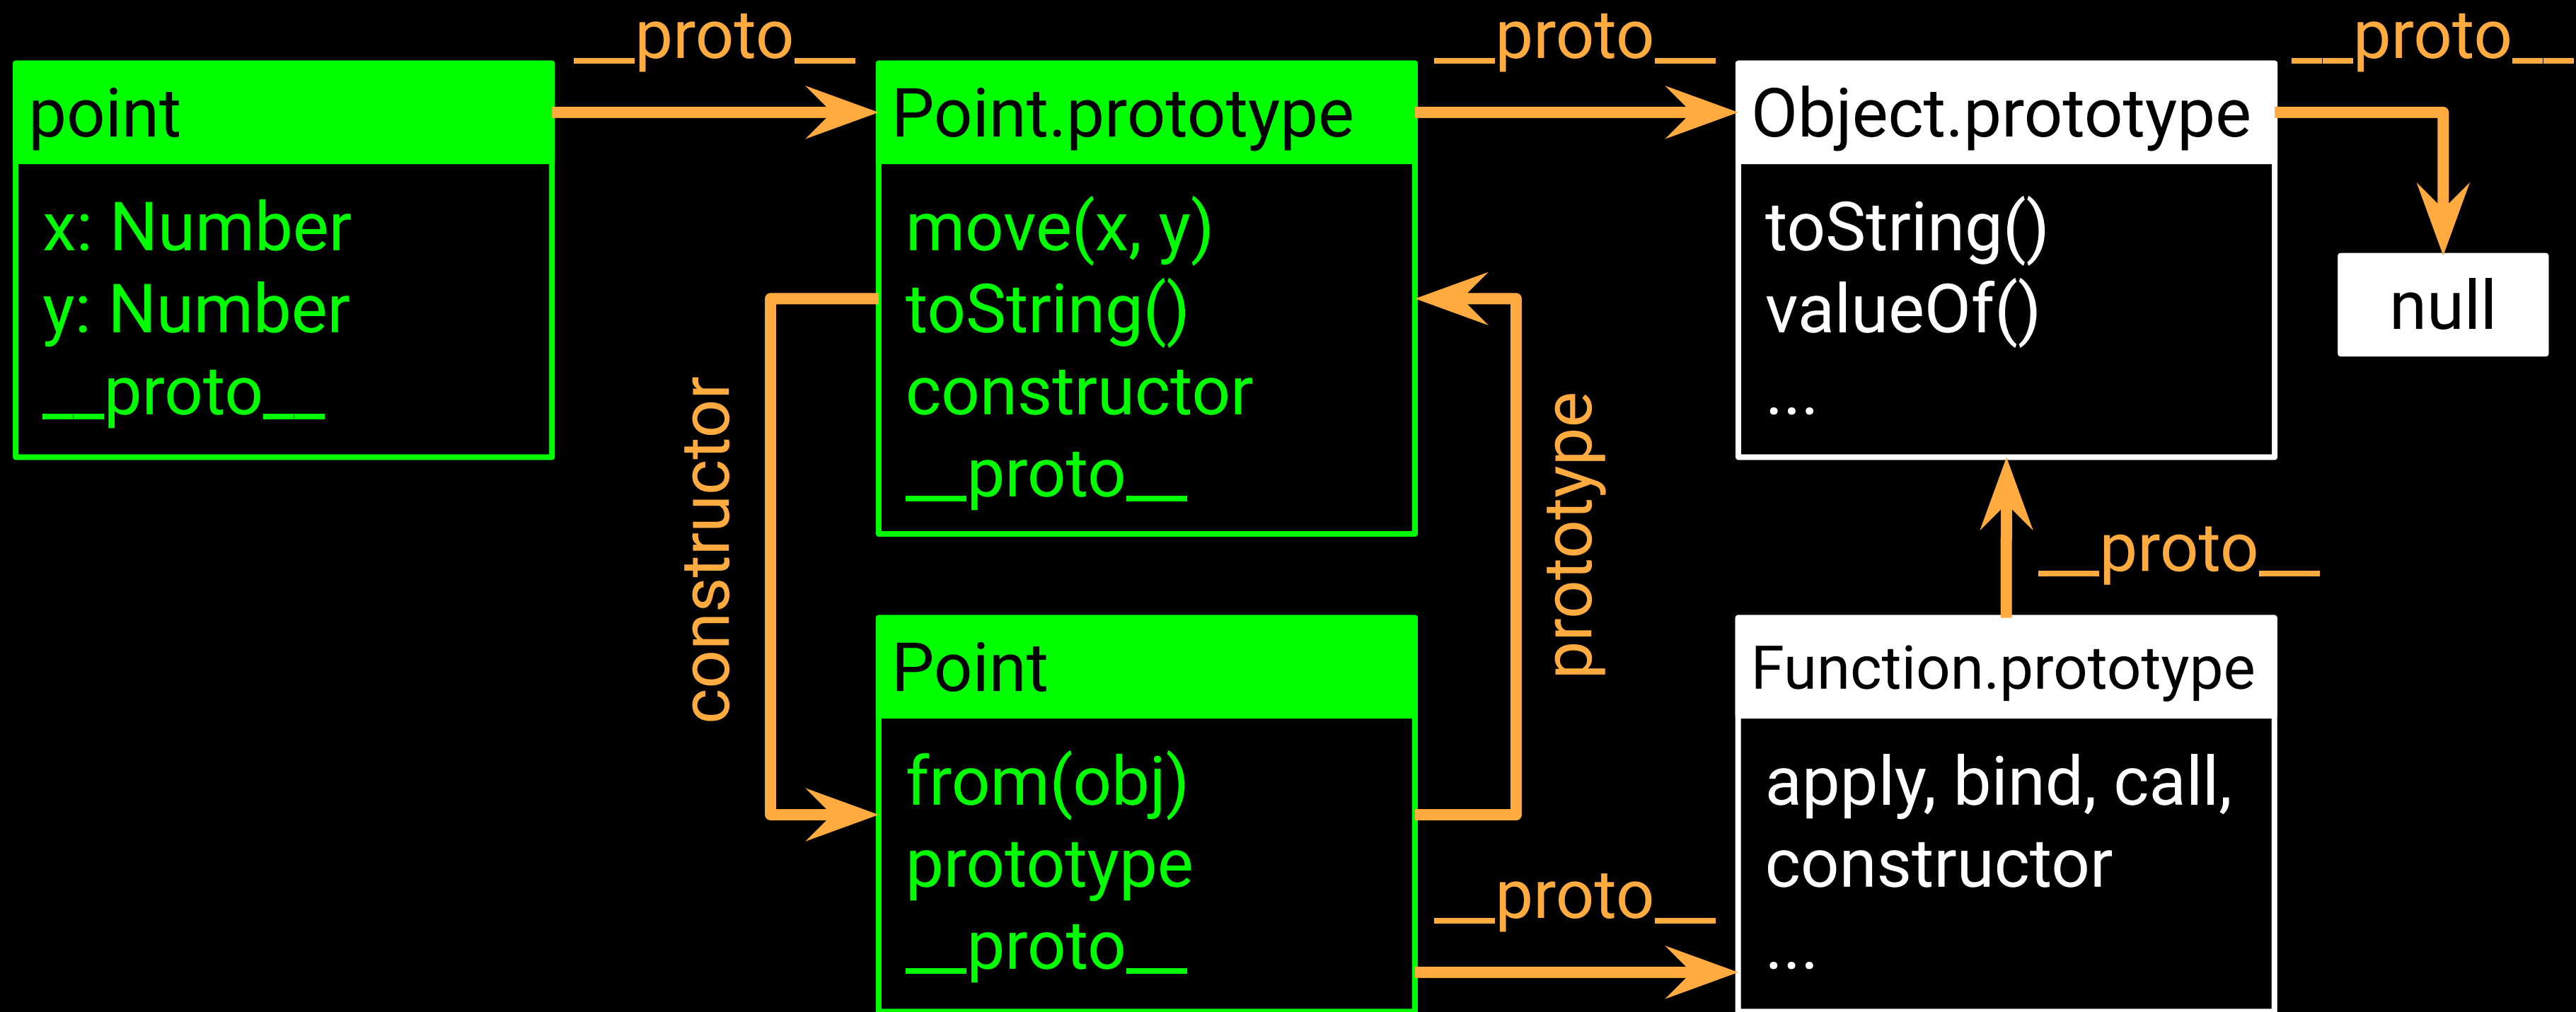 __proto__
__proto__
__proto__
point
x: Number
y: Number
__proto__
Point.prototype
move(x, y)
toString()
constructor
__proto__
Object.prototype
toString()
valueOf()
...
null
constructor
prototype
__proto__
Point
from(obj)
prototype
__proto__
__proto__
Function.prototype
apply, bind, call,
constructor
...